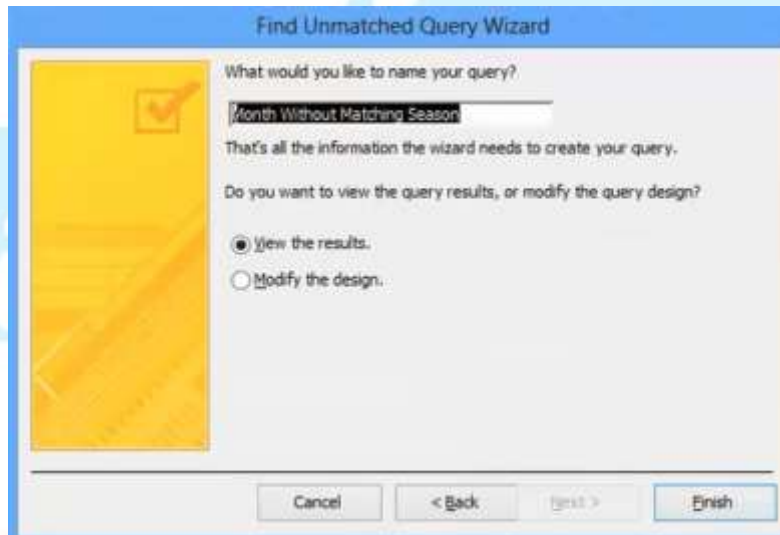 Find Unmatched Query Wizard
What would you like to name your query?
Month Without Matching Season
That's all the information the wizard needs to create your query.
Do you want to view the query results, or modify the query design?
View the results.
Modify the design.
Cancel < Back Next > Finish